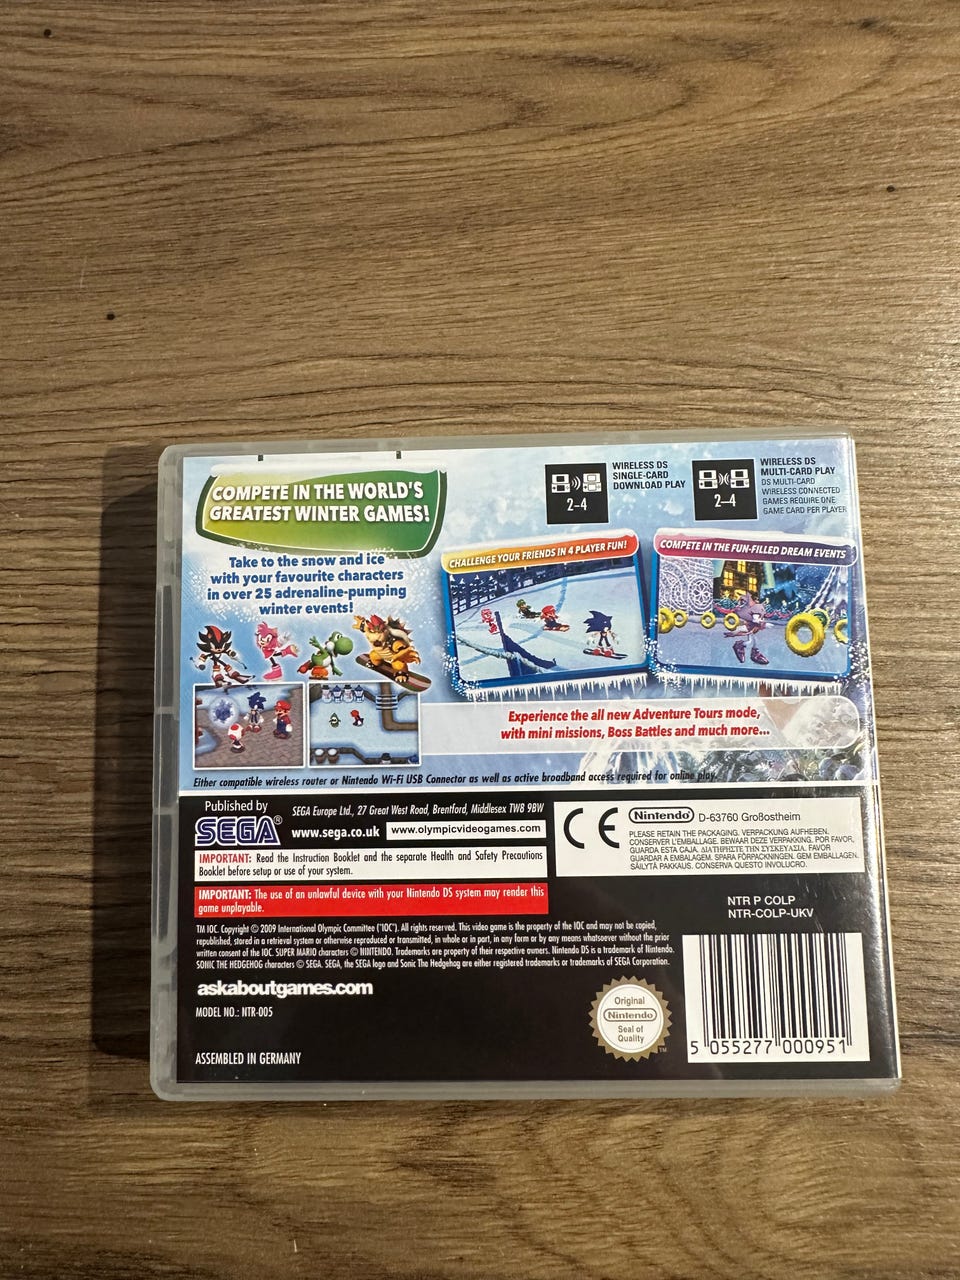 COMPETE IN THE WORLD'S
GREATEST WINTER GAMES!
Take to the snow and ice
with your favourite characters
in over 25 adrenaline-pumping
winter events!
2-4
WIRELESS DS
SINGLE-CARD
DOWNLOAD PLAY
2-4
WIRELESS DS
MULTI-CARD PLAY
DS MULTI-CARD
WIRELESS CONNECTED
GAMES REQUIRE ONE
GAME CARD PER PLAYER
CHALLENGE YOUR FRIENDS IN 4 PLAYER FUN!
COMPETE IN THE FUN-FILLED DREAM EVENTS
Experience the all new Adventure Tours mode,
with mini missions, Boss Battles and much more...
Either compatible wireless router or Nintendo Wi-Fi USB Connector as well as active broadband access required for online play.
Published by
SEGA®
SEGA Europe Ltd., 27 Great West Road, Brentford, Middlesex TW8 9BW
www.sega.co.uk
www.olympicvideogames.com
IMPORTANT: Read the Instruction Booklet and the separate Health and Safety Precautions
Booklet before setup or use of your system.
IMPORTANT: The use of an unlawful device with your Nintendo DS system may render this
game unplayable.
TM IOC. Copyright © 2009 International Olympic Committee ("IOC"). All rights reserved. This video game is the property of the IOC and may not be copied,
republished, stored in a retrieval system or otherwise reproduced or transmitted, in whole or in part, in any form or by any means whatsoever without the prior
written consent of the IOC. SUPER MARIO characters © NINTENDO. Trademarks are property of their respective owners. Nintendo DS is a trademark of Nintendo.
SONIC THE HEDGEHOG characters © SEGA. SEGA, the SEGA logo and Sonic The Hedgehog are either registered trademarks or trademarks of SEGA Corporation.
askaboutgames.com
MODEL NO.: NTR-005
ASSEMBLED IN GERMANY
CE
Nintendo D-63760 Großostheim
PLEASE RETAIN THE PACKAGING. VERPACKUNG AUFHEBEN.
CONSERVER L'EMBALLAGE. BEWAAR DEZE VERPAKKING. POR FAVOR,
GUARDA ESTA CAJA. ΔΙΑΤΗΡΗΣΤΕ ΤΗΝ ΣΥΣΚΕΥΑΣΙΑ. FAVOR
GUARDAR A EMBALAGEM. SPARA FÖRPACKNINGEN. GEM EMBALLAGEN.
SÄILYTÄ PAKKAUS. CONSERVA QUESTO INVOLUCRO.
NTR P COLP
NTR-COLP-UKV
Original
Nintendo
Seal of
Quality
TM
5 055277 000951